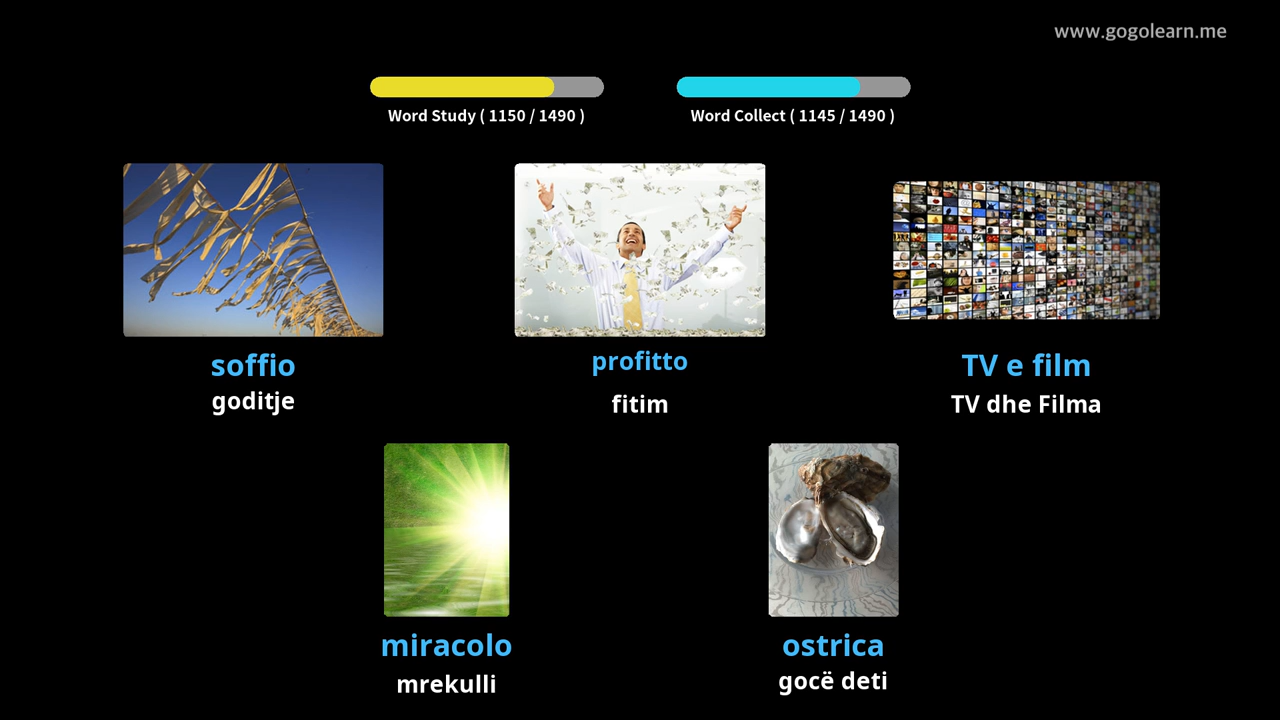 www.gogolearn.me
Word Study ( 1150 / 1490 )
Word Collect ( 1145 / 1490 )
soffio
goditje
profitto
fitim
TV e film
TV dhe Filma
miracolo
mrekulli
ostrica
gocë deti